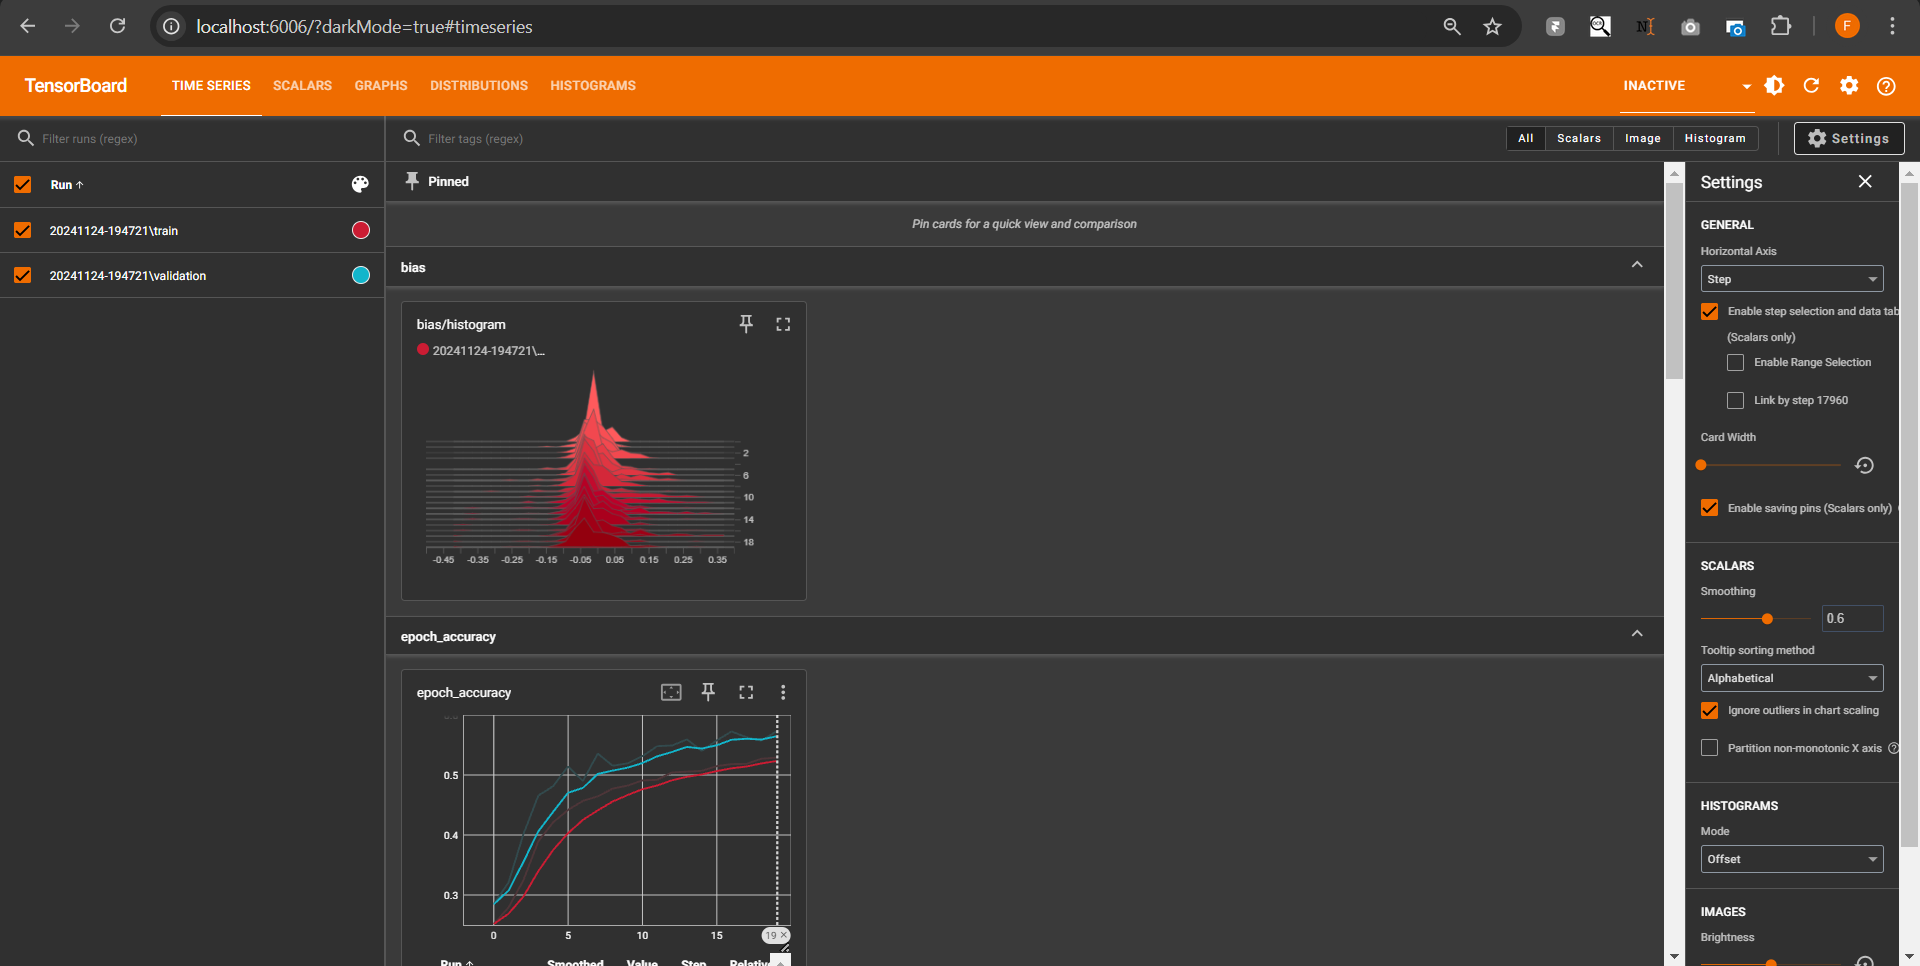 localhost:6006/?darkMode=true#timeseries
F
TensorBoard
TIME SERIES
SCALARS
GRAPHS
DISTRIBUTIONS
HISTOGRAMS
INACTIVE
Filter runs (regex)
Filter tags (regex)
All
Scalars
Image
Histogram
Settings
Run ↑
20241124-194721\train
20241124-194721\validation
Pinned
Pin cards for a quick view and comparison
bias
bias/histogram
20241124-194721\...
2
6
10
14
18
-0.45 -0.35 -0.25 -0.15 -0.05 0.05 0.15 0.25 0.35
epoch_accuracy
epoch_accuracy
0.5
0.4
0.3
0 5 10 15 19 ×
Run ↑ Smoothed Value Step Relative
Settings
GENERAL
Horizontal Axis
Step
Enable step selection and data tab
(Scalars only)
Enable Range Selection
Link by step 17960
Card Width
Enable saving pins (Scalars only)
SCALARS
Smoothing
0.6
Tooltip sorting method
Alphabetical
Ignore outliers in chart scaling
Partition non-monotonic X axis
HISTOGRAMS
Mode
Offset
IMAGES
Brightness